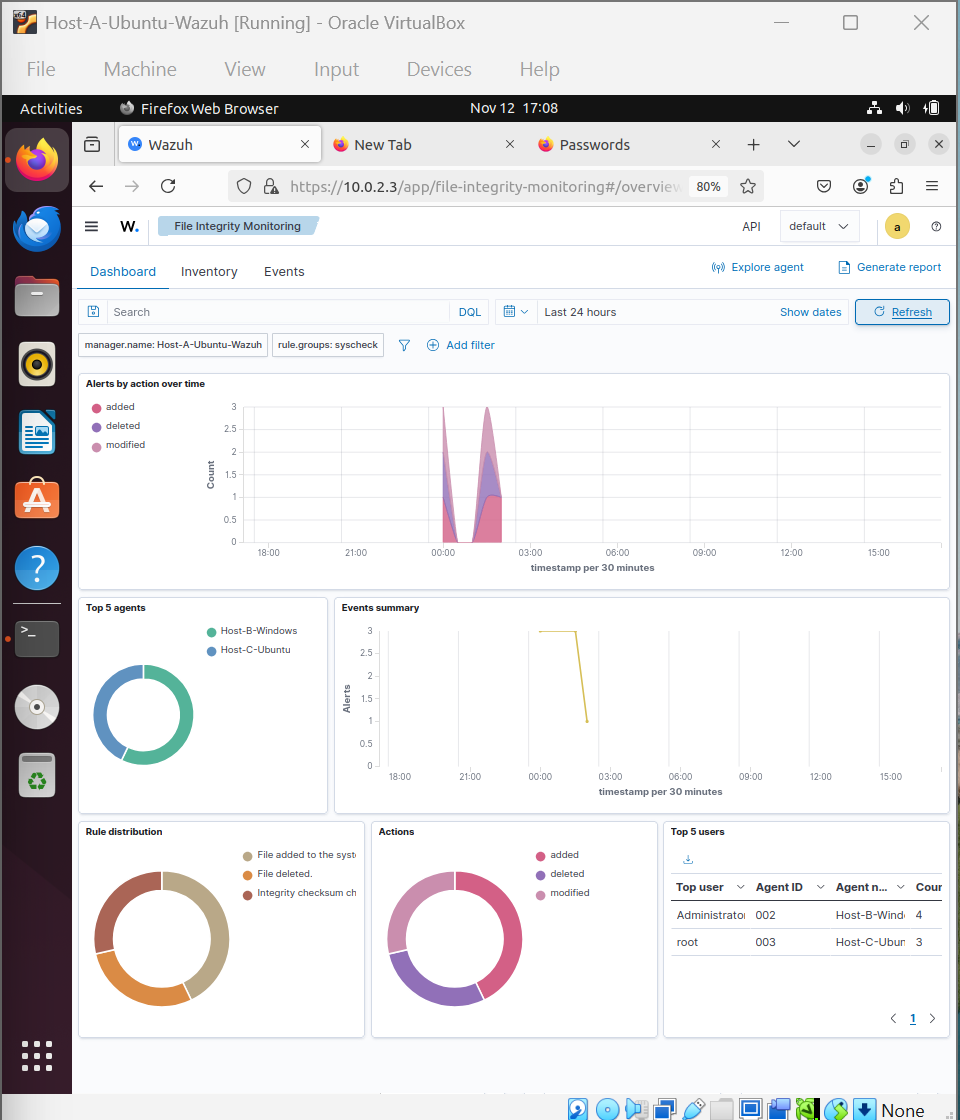 Host-A-Ubuntu-Wazuh [Running] - Oracle VirtualBox
File Machine View Input Devices Help
Activities Firefox Web Browser Nov 12 17:08
Wazuh New Tab Passwords
https://10.0.2.3/app/file-integrity-monitoring#/overview 80%
W. File Integrity Monitoring API default a
Dashboard Inventory Events Explore agent Generate report
Search DQL Last 24 hours Show dates Refresh
manager.name: Host-A-Ubuntu-Wazuh rule.groups: syscheck Add filter
Alerts by action over time
added
deleted
modified
Count
3
2.5
2
1.5
1
0.5
0
18:00 21:00 00:00 03:00 06:00 09:00 12:00 15:00
timestamp per 30 minutes
Top 5 agents
Host-B-Windows
Host-C-Ubuntu
Events summary
Alerts
3
2.5
2
1.5
1
0.5
0
18:00 21:00 00:00 03:00 06:00 09:00 12:00 15:00
timestamp per 30 minutes
Rule distribution
File added to the syst
File deleted.
Integrity checksum ch
Actions
added
deleted
modified
Top 5 users
Top user Agent ID Agent n... Coun
Administrator 002 Host-B-Wind 4
root 003 Host-C-Ubun 3
1
None